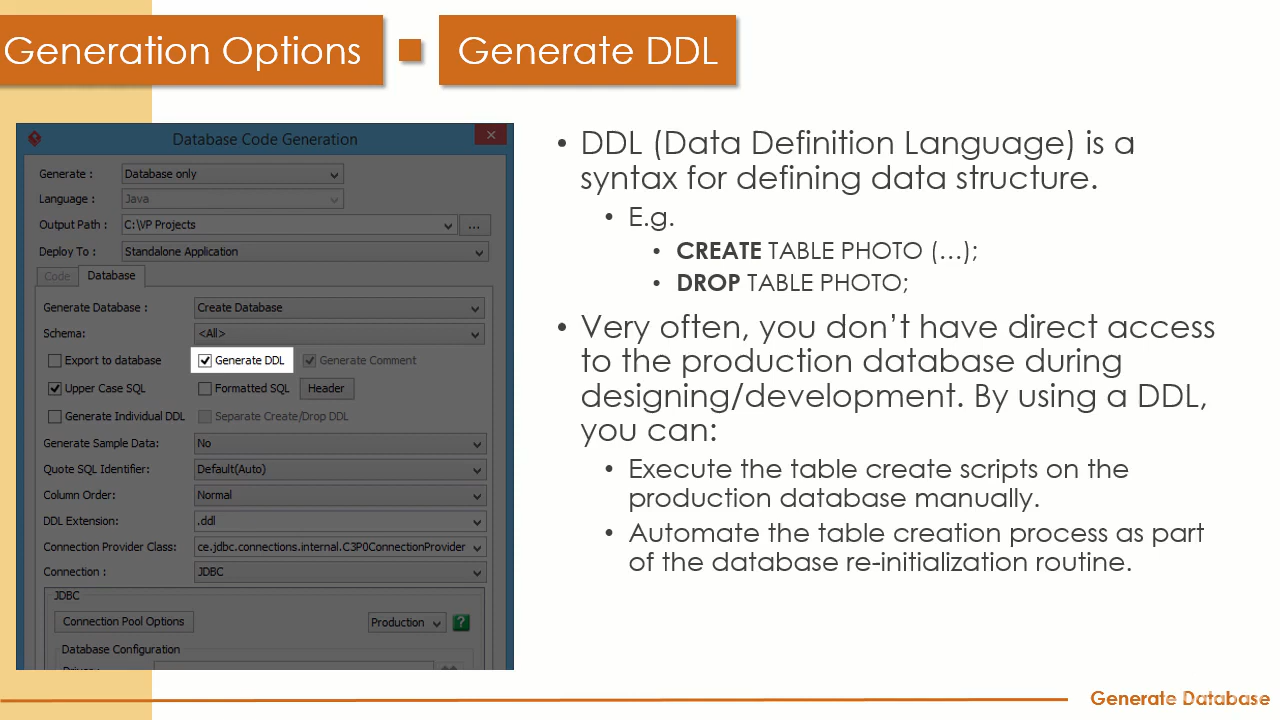 Generation Options
Generate DDL
Database Code Generation
Generate :
Database only
Language :
Java
Output Path :
C:\VP Projects
...
Deploy To :
Standalone Application
Code
Database
Generate Database :
Create Database
Schema:
<All>
Export to database
Generate DDL
Generate Comment
Upper Case SQL
Formatted SQL
Header
Generate Individual DDL
Separate Create/Drop DDL
Generate Sample Data:
No
Quote SQL Identifier:
Default(Auto)
Column Order:
Normal
DDL Extension:
.ddl
Connection Provider Class:
ce.jdbc.connections.internal.C3P0ConnectionProvider
Connection :
JDBC
JDBC
Connection Pool Options
Production
?
Database Configuration
• DDL (Data Definition Language) is a
syntax for defining data structure.
• E.g.
• CREATE TABLE PHOTO (…);
• DROP TABLE PHOTO;
• Very often, you don’t have direct access
to the production database during
designing/development. By using a DDL,
you can:
• Execute the table create scripts on the
production database manually.
• Automate the table creation process as part
of the database re-initialization routine.
Generate Database